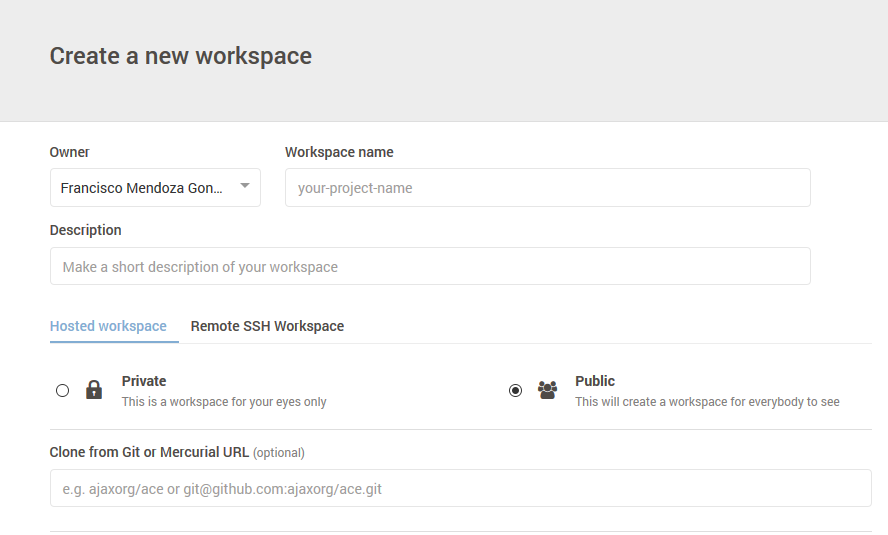 Create a new workspace
Owner
Workspace name
Francisco Mendoza Gon...
your-project-name
Description
Make a short description of your workspace
Hosted workspace
Remote SSH Workspace
Private
This is a workspace for your eyes only
Public
This will create a workspace for everybody to see
Clone from Git or Mercurial URL (optional)
e.g. ajaxorg/ace or git@github.com:ajaxorg/ace.git